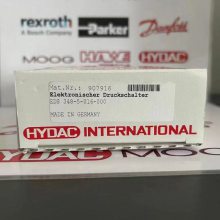 rexroth
A Bosch Company
Parker
Danfoss
MOOG
HYDAC
MOOG
Mat.Nr.: 907916
Elektronischer Druckschalter
EDS 348-5-016-000
MADE IN GERMANY
HYDAC INTERNATIONAL